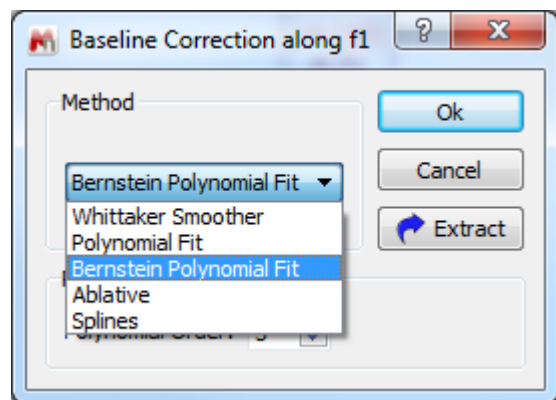 Baseline Correction along f1
Method
Ok
Bernstein Polynomial Fit
Cancel
Whittaker Smoother
Polynomial Fit
Extract
Bernstein Polynomial Fit
Ablative
Splines